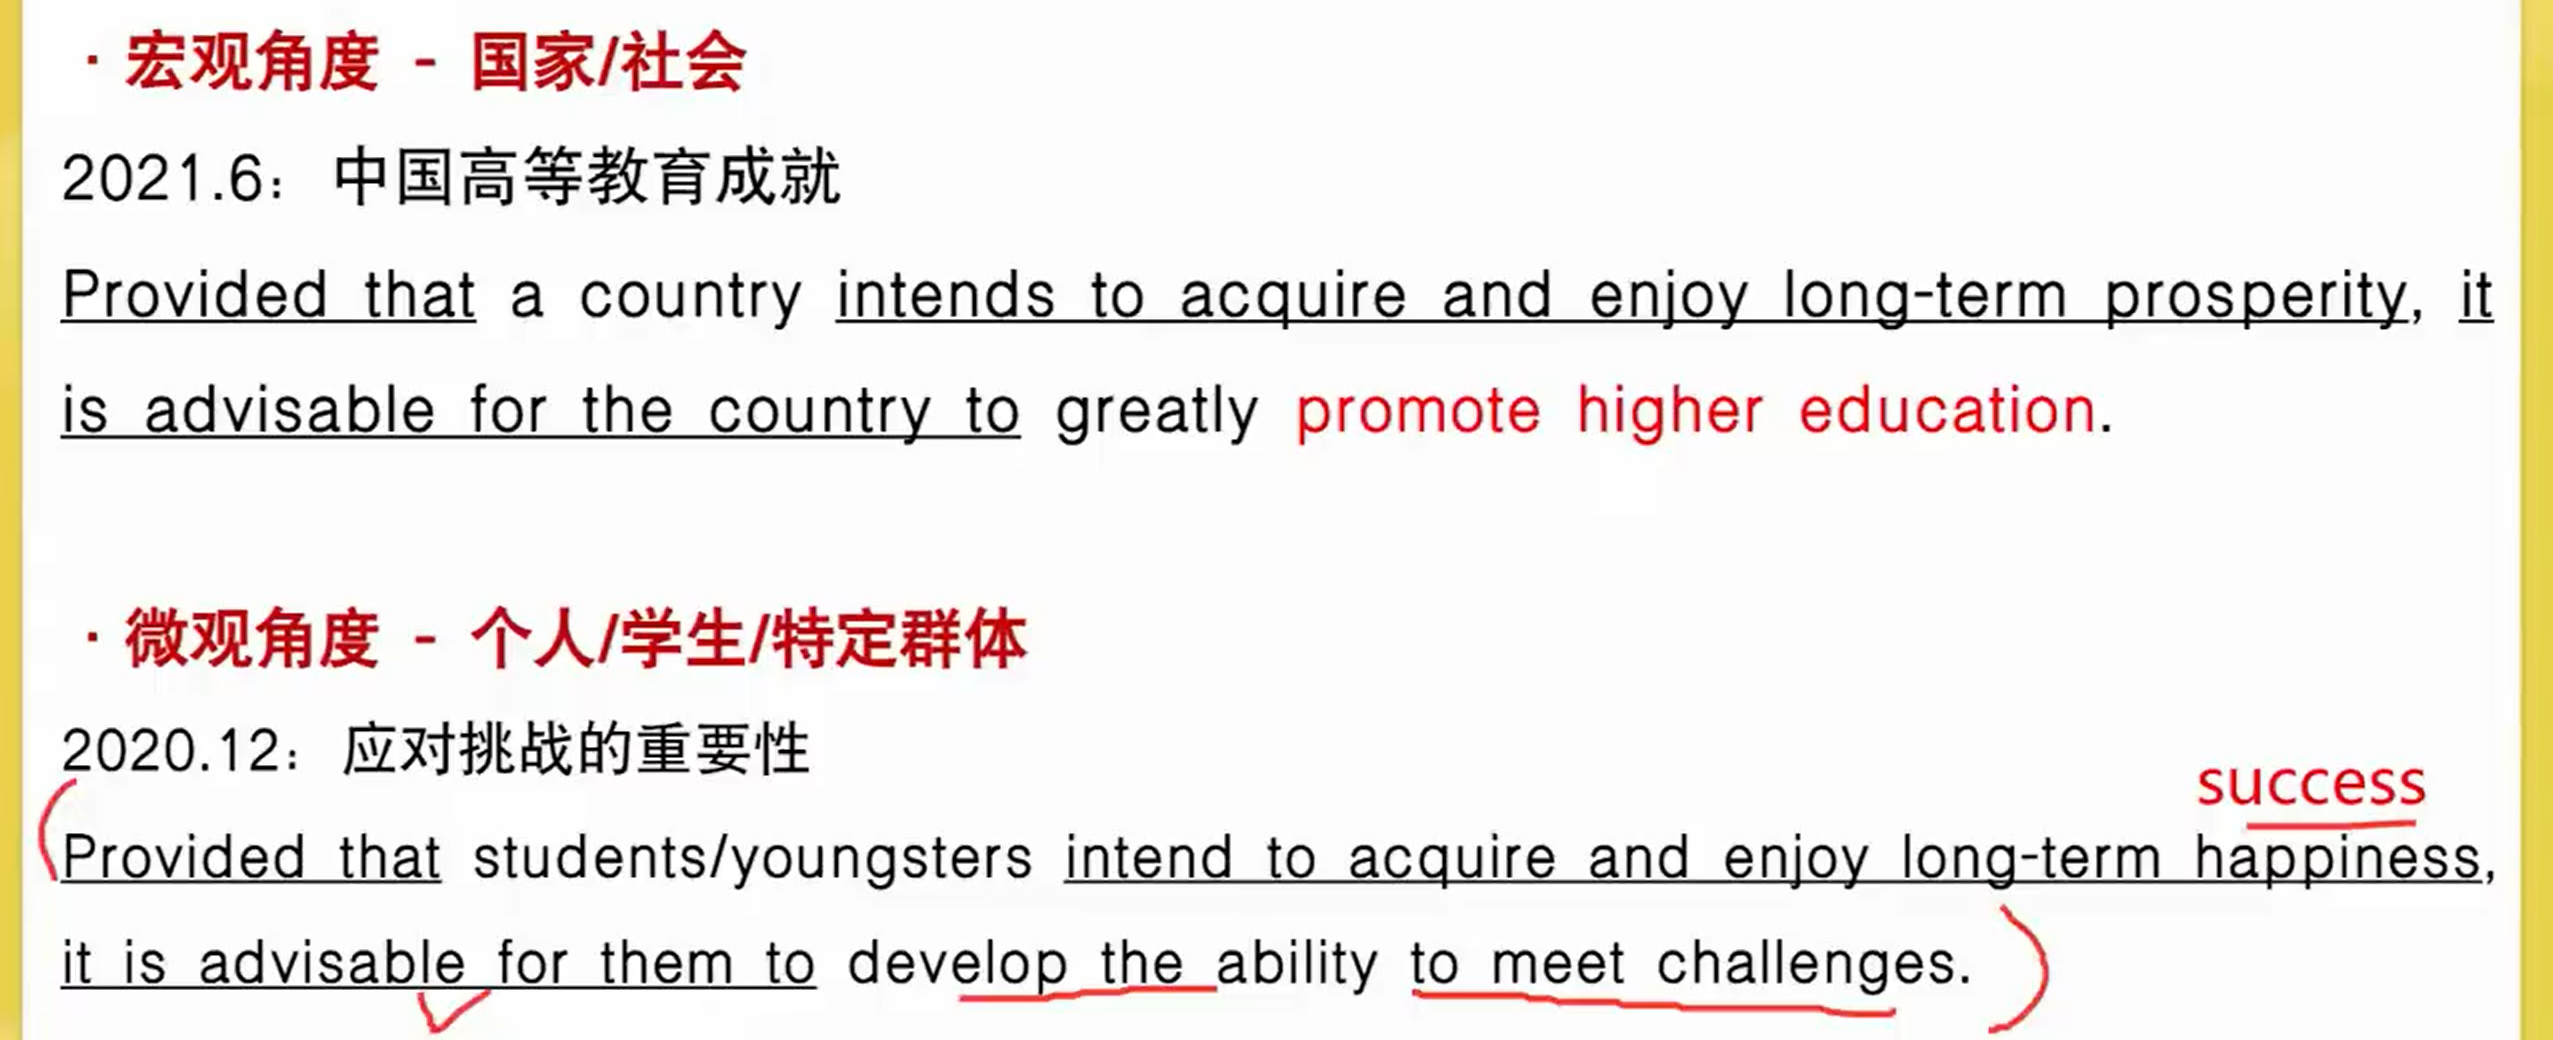 · 宏观角度 - 国家/社会
2021.6： 中国高等教育成就
Provided that a country intends to acquire and enjoy long-term prosperity, it
is advisable for the country to greatly promote higher education.
· 微观角度 - 个人/学生/特定群体
2020.12： 应对挑战的重要性
success
Provided that students/youngsters intend to acquire and enjoy long-term happiness,
it is advisable for them to develop the ability to meet challenges.